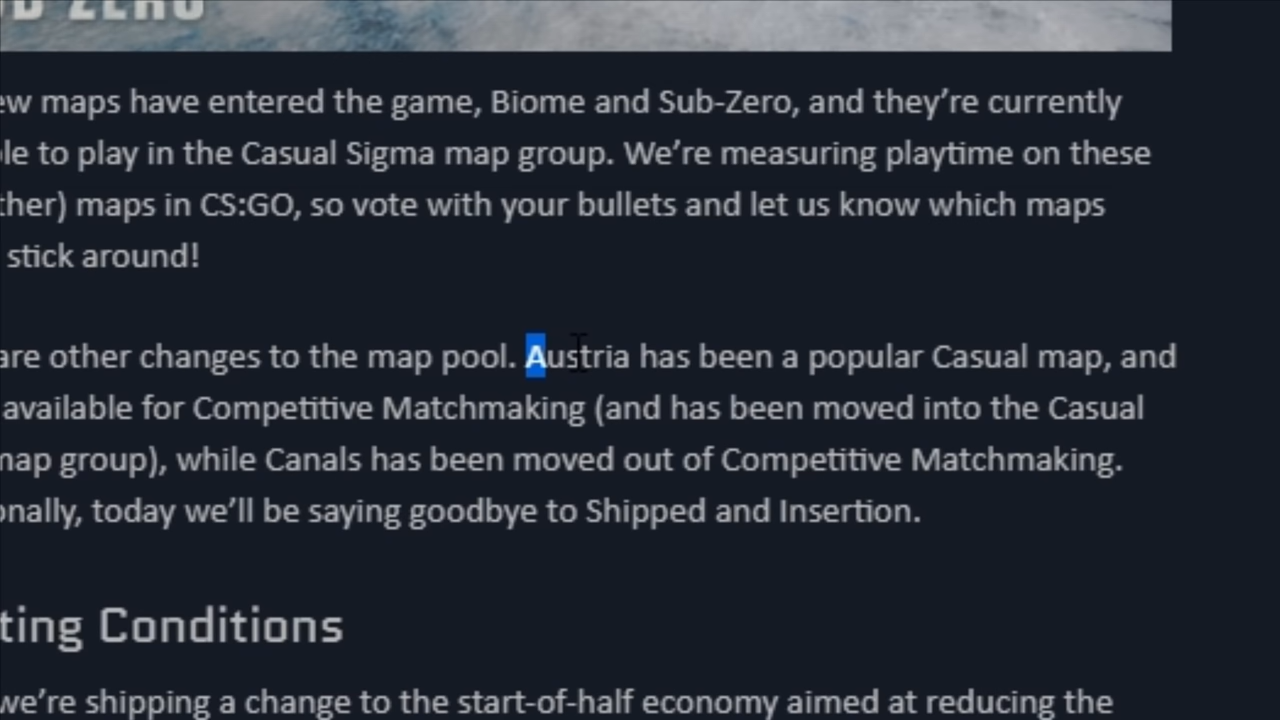 ZERO
maps have entered the game, Biome and Sub-Zero, and they’re currently
to play in the Casual Sigma map group. We’re measuring playtime on these
maps in CS:GO, so vote with your bullets and let us know which maps
stick around!
are other changes to the map pool. Austria has been a popular Casual map, and
available for Competitive Matchmaking (and has been moved into the Casual
map group), while Canals has been moved out of Competitive Matchmaking.
today we’ll be saying goodbye to Shipped and Insertion.
Conditions
we’re shipping a change to the start-of-half economy aimed at reducing the